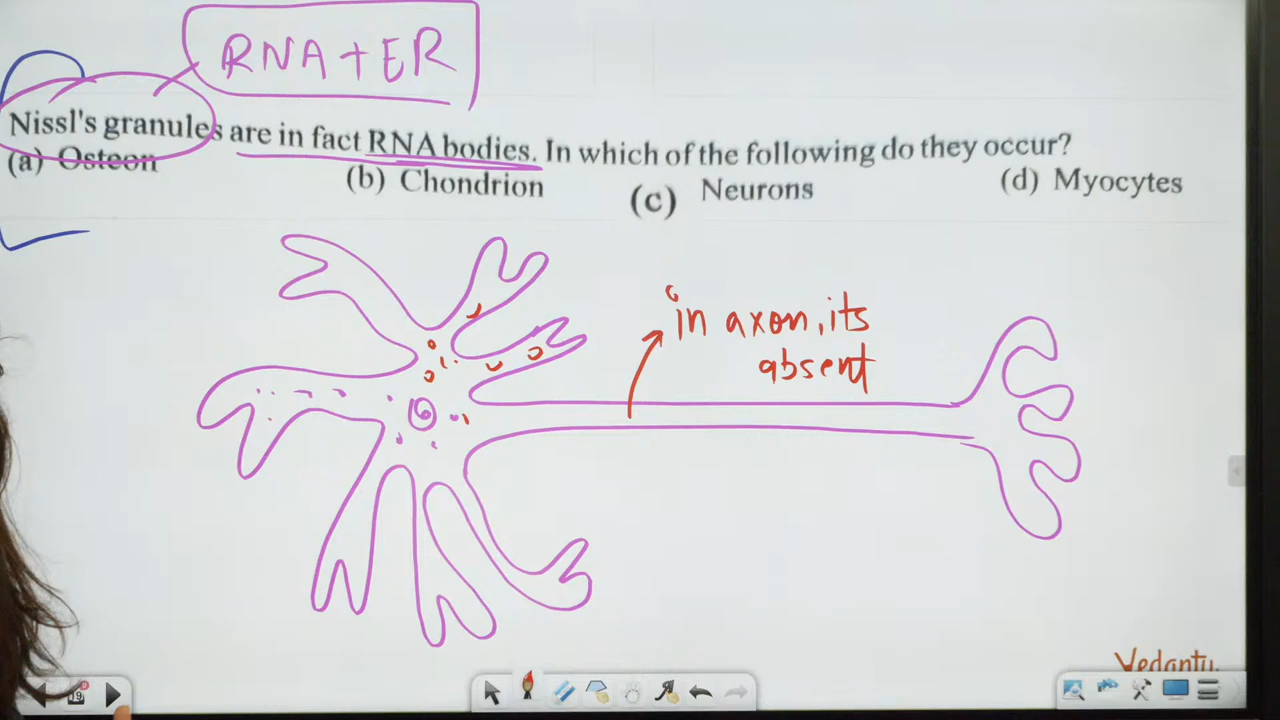 RNA + ER
Nissl's granules are in fact RNA bodies. In which of the following do they occur?
(a) Osteon (b) Chondrion (c) Neurons (d) Myocytes
in axon, its
absent
Vedantu
19